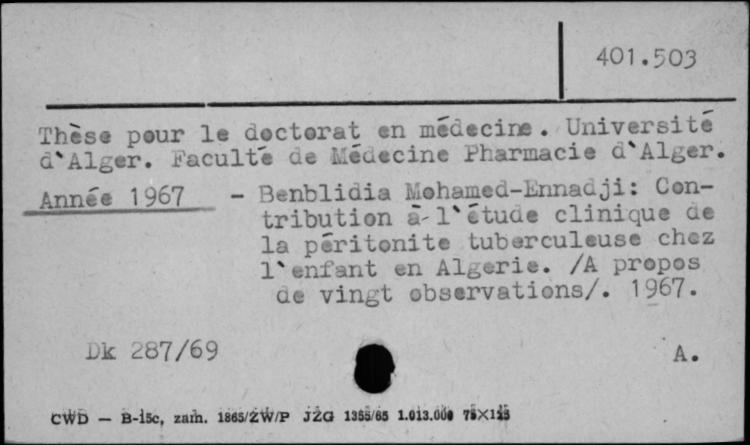 401.503
Thèse pour le doctorat en médecine. Université
d`Alger. Faculté de Médecine Pharmacie d`Alger.
Année 1967 - Benblidia Mohamed-Ennadji: Con-
tribution à l`étude clinique de
la péritonite tuberculeuse chez
l`enfant en Algerie. /A propos
de vingt observations/. 1967.
Dk 287/69 A.
CWD — B-15c, zam. 1865/ZW/P JZG 1355/65 1.013.000 75×125